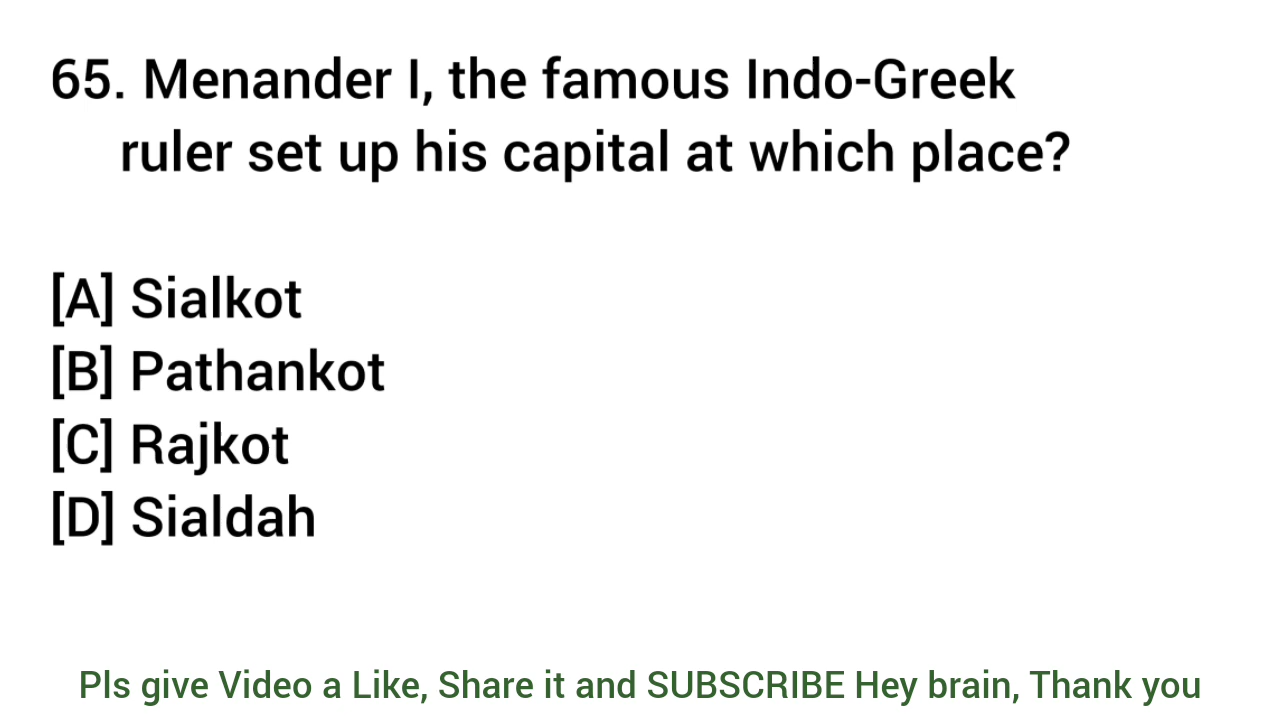 65. Menander I, the famous Indo-Greek
ruler set up his capital at which place?
[A] Sialkot
[B] Pathankot
[C] Rajkot
[D] Sialdah
Pls give Video a Like, Share it and SUBSCRIBE Hey brain, Thank you